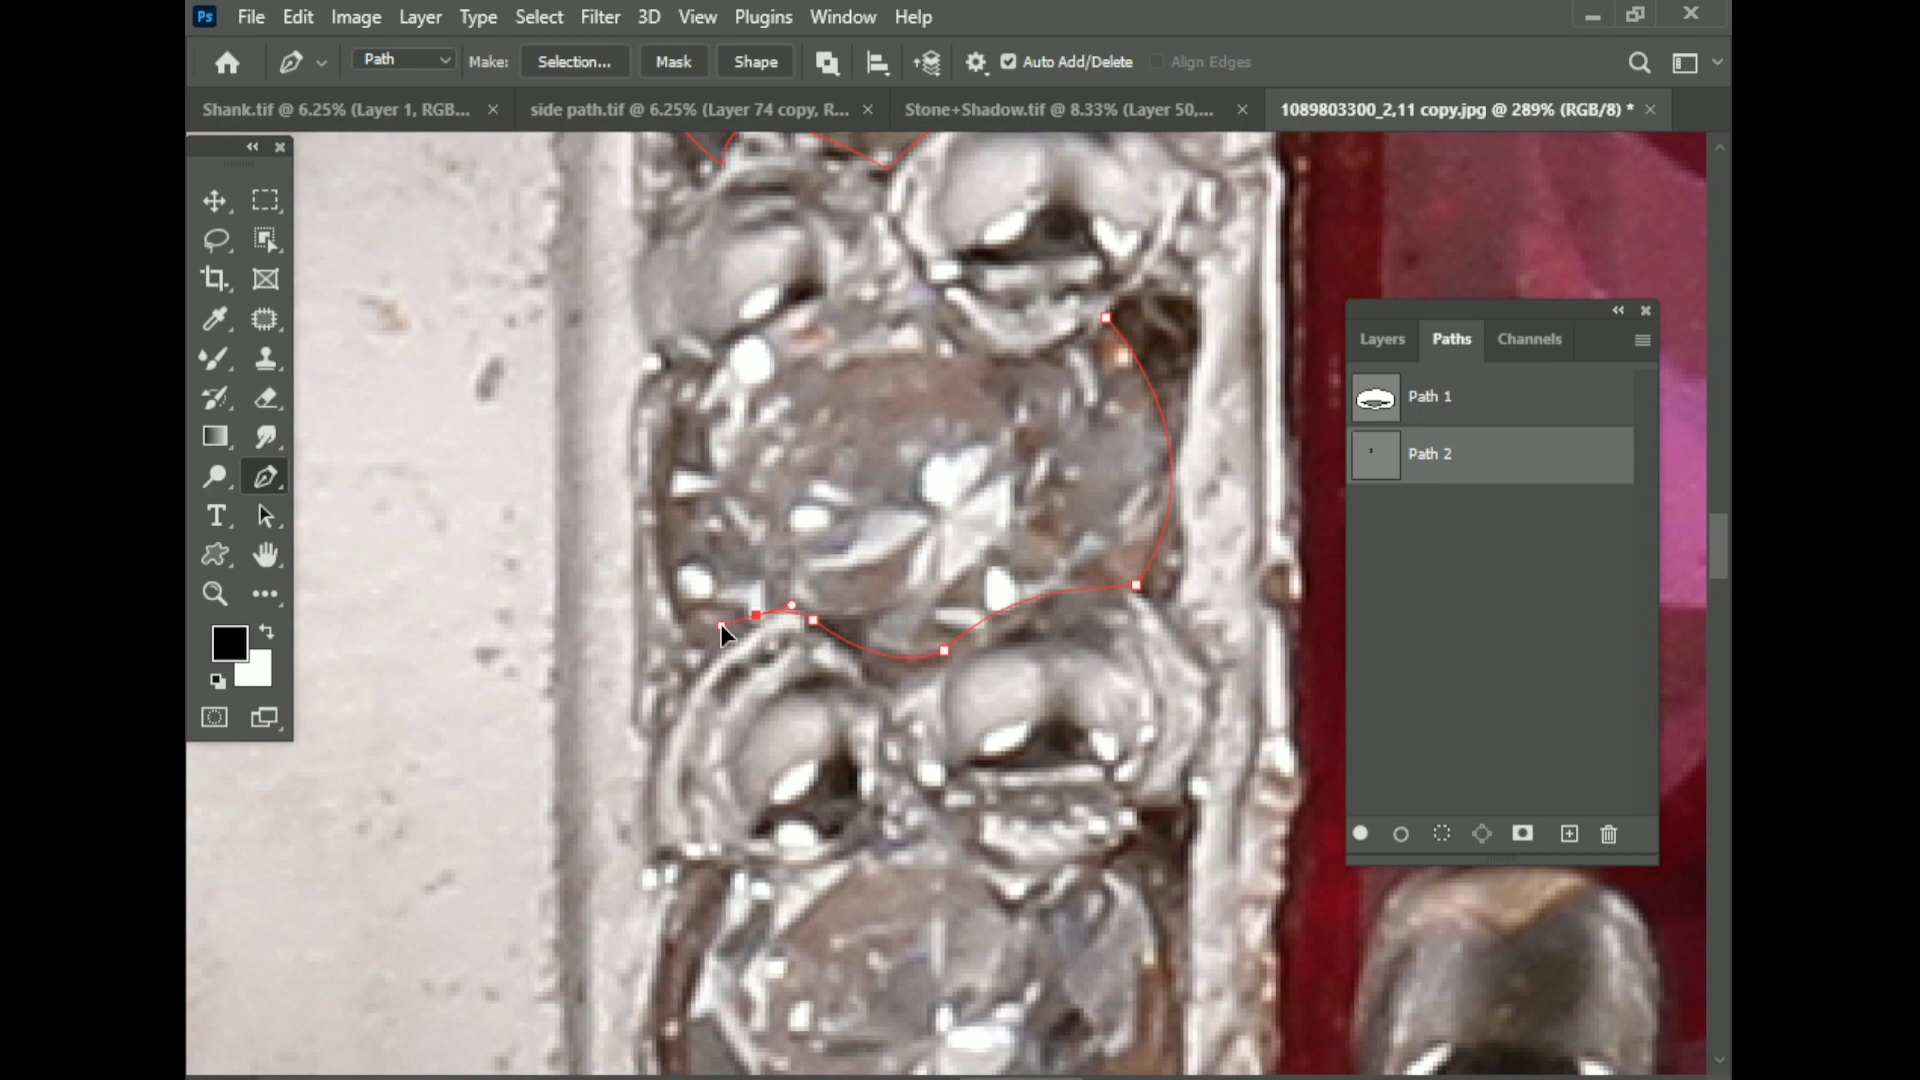 Ps File Edit Image Layer Type Select Filter 3D View Plugins Window Help
Path Make: Selection... Mask Shape Auto Add/Delete Align Edges
Shank.tif @ 6.25% (Layer 1, RGB... side path.tif @ 6.25% (Layer 74 copy, R... Stone+Shadow.tif @ 8.33% (Layer 50,... 1089803300_2,11 copy.jpg @ 289% (RGB/8) *
Layers Paths Channels
Path 1
Path 2